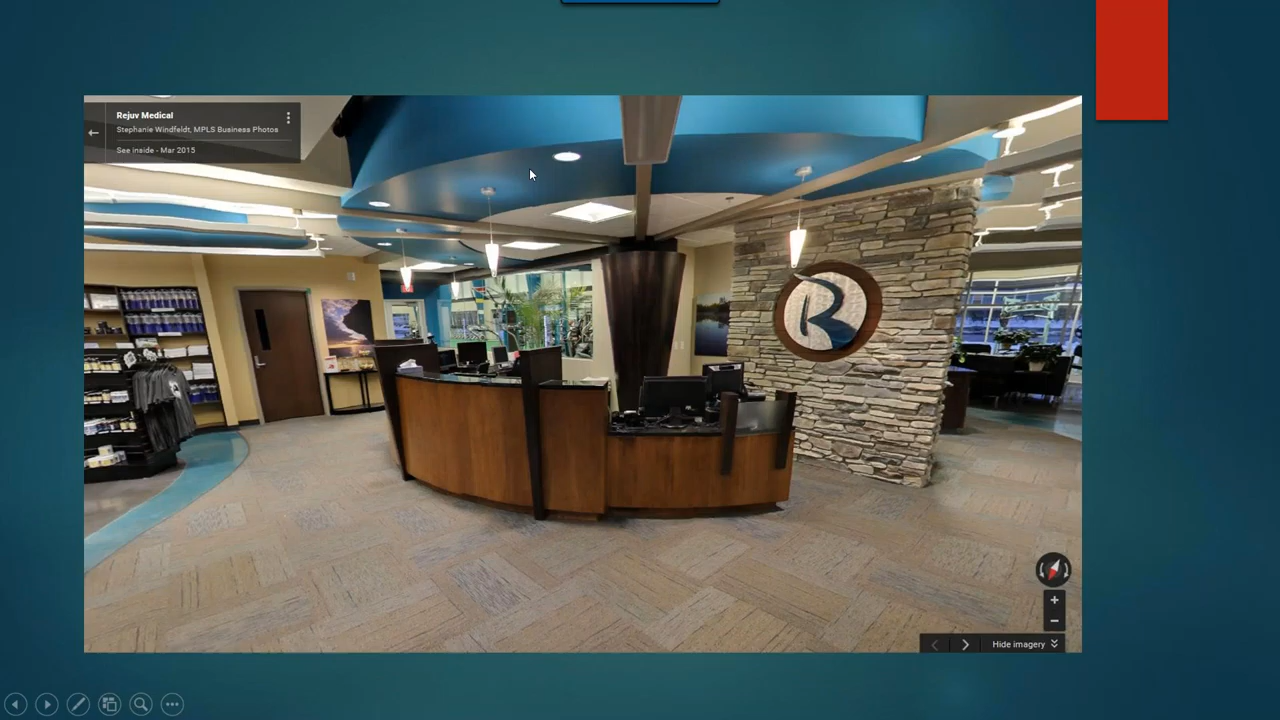 Rejuv Medical
Stephanie Windfeldt, MPLS Business Photos
See inside - Mar 2015
R
Hide imagery